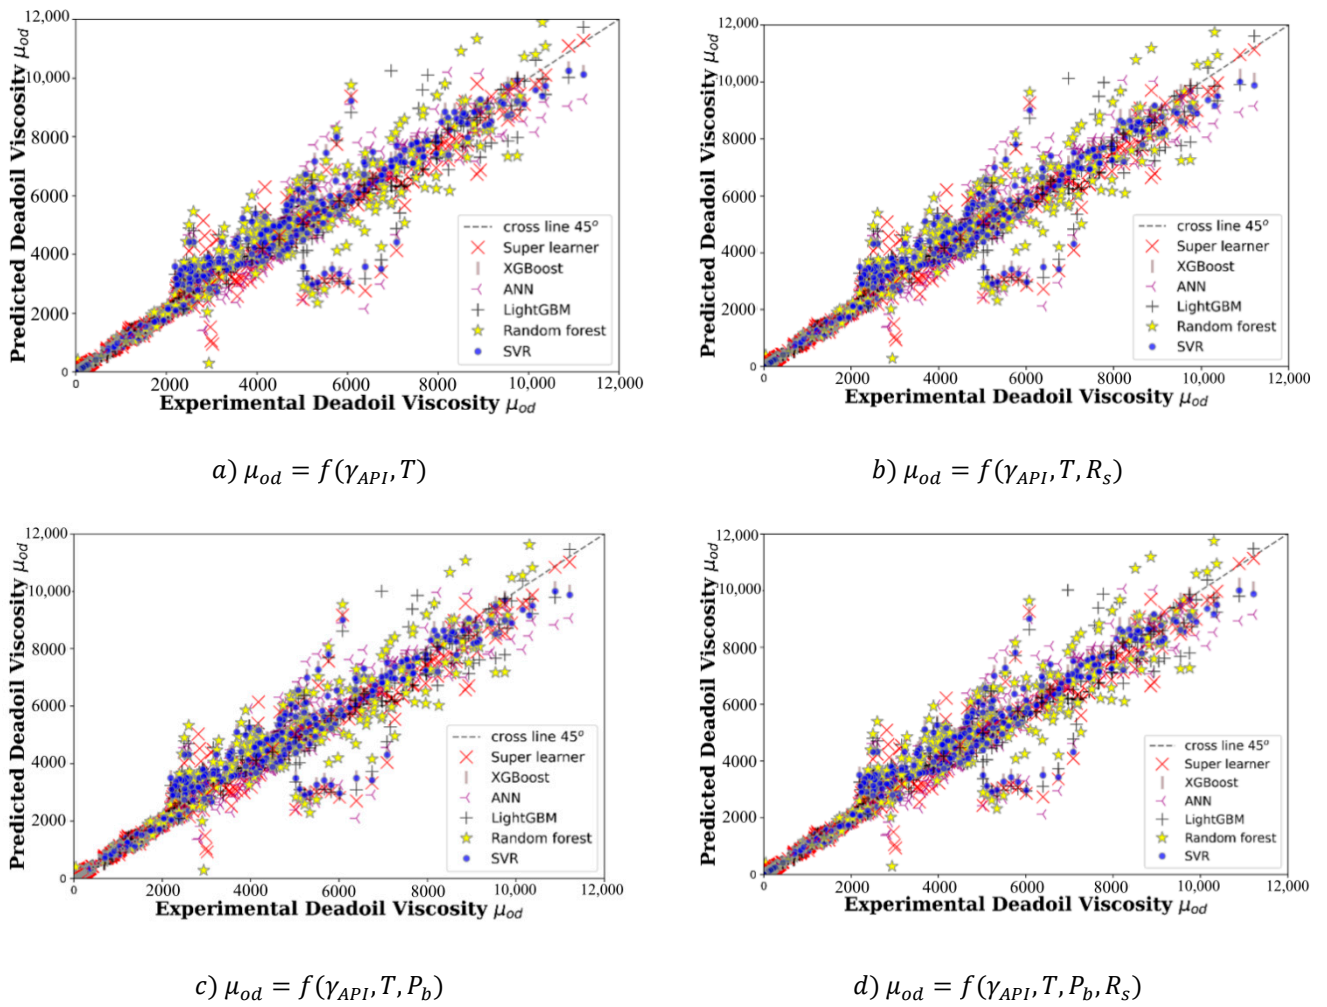 12,000
10,000
8000
6000
4000
2000
0
Predicted Deadoil Viscosity μod
cross line 45º
Super learner
XGBoost
ANN
LightGBM
Random forest
SVR
0 2000 4000 6000 8000 10,000 12,000
Experimental Deadoil Viscosity μod
a) μod = f(γAPI, T)
12,000
10,000
8000
6000
4000
2000
0
Predicted Deadoil Viscosity μod
cross line 45º
Super learner
XGBoost
ANN
LightGBM
Random forest
SVR
0 2000 4000 6000 8000 10,000 12,000
Experimental Deadoil Viscosity μod
b) μod = f(γAPI, T, Rs)
12,000
10,000
8000
6000
4000
2000
0
Predicted Deadoil Viscosity μod
cross line 45º
Super learner
XGBoost
ANN
LightGBM
Random forest
SVR
0 2000 4000 6000 8000 10,000 12,000
Experimental Deadoil Viscosity μod
c) μod = f(γAPI, T, Pb)
12,000
10,000
8000
6000
4000
2000
0
Predicted Deadoil Viscosity μod
cross line 45º
Super learner
XGBoost
ANN
LightGBM
Random forest
SVR
0 2000 4000 6000 8000 10,000 12,000
Experimental Deadoil Viscosity μod
d) μod = f(γAPI, T, Pb, Rs)